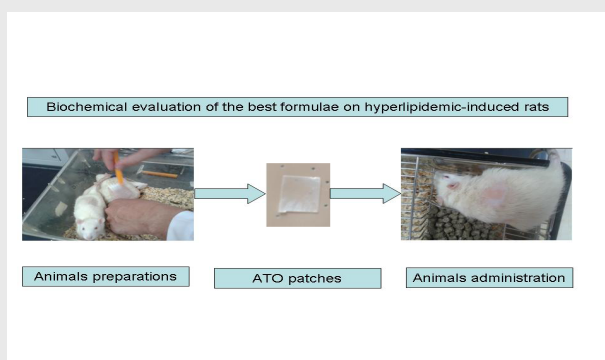 Biochemical evaluation of the best formulae on hyperlipidemic-induced rats
Animals preparations
ATO patches
Animals administration